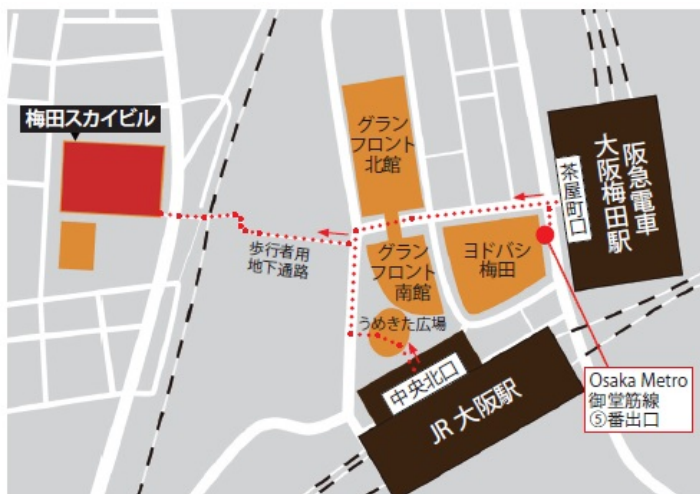 梅田スカイビル
グラン
フロント
北館
阪急電車
大阪梅田駅
茶屋町口
歩行者用
地下通路
グラン
フロント
南館
ヨドバシ
梅田
うめきた広場
中央北口
JR 大阪駅
Osaka Metro
御堂筋線
⑤番出口